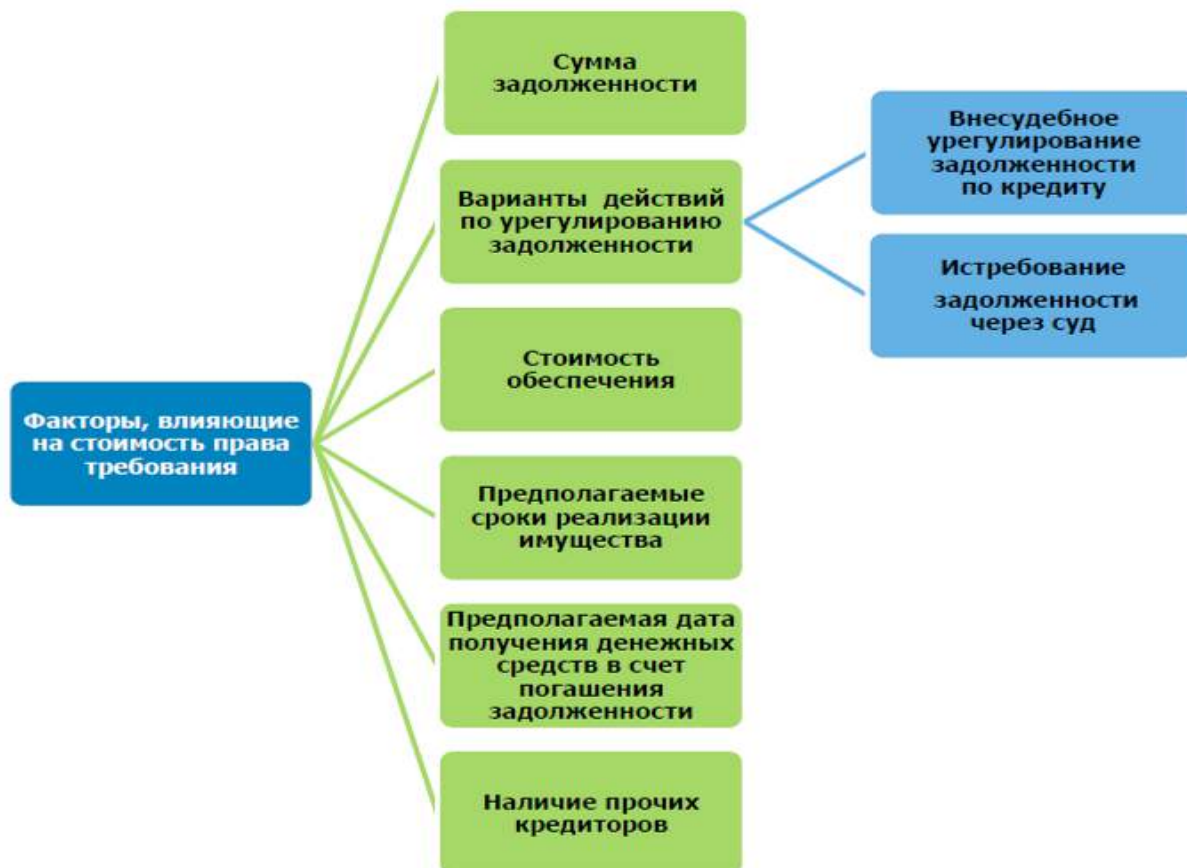 Сумма
задолженности
Внесудебное
урегулирование
задолженности
по кредиту
Варианты действий
по урегулированию
задолженности
Истребование
задолженности
через суд
Стоимость
обеспечения
Факторы, влияющие
на стоимость права
требования
Предполагаемые
сроки реализации
имущества
Предполагаемая дата
получения денежных
средств в счет
погашения
задолженности
Наличие прочих
кредиторов